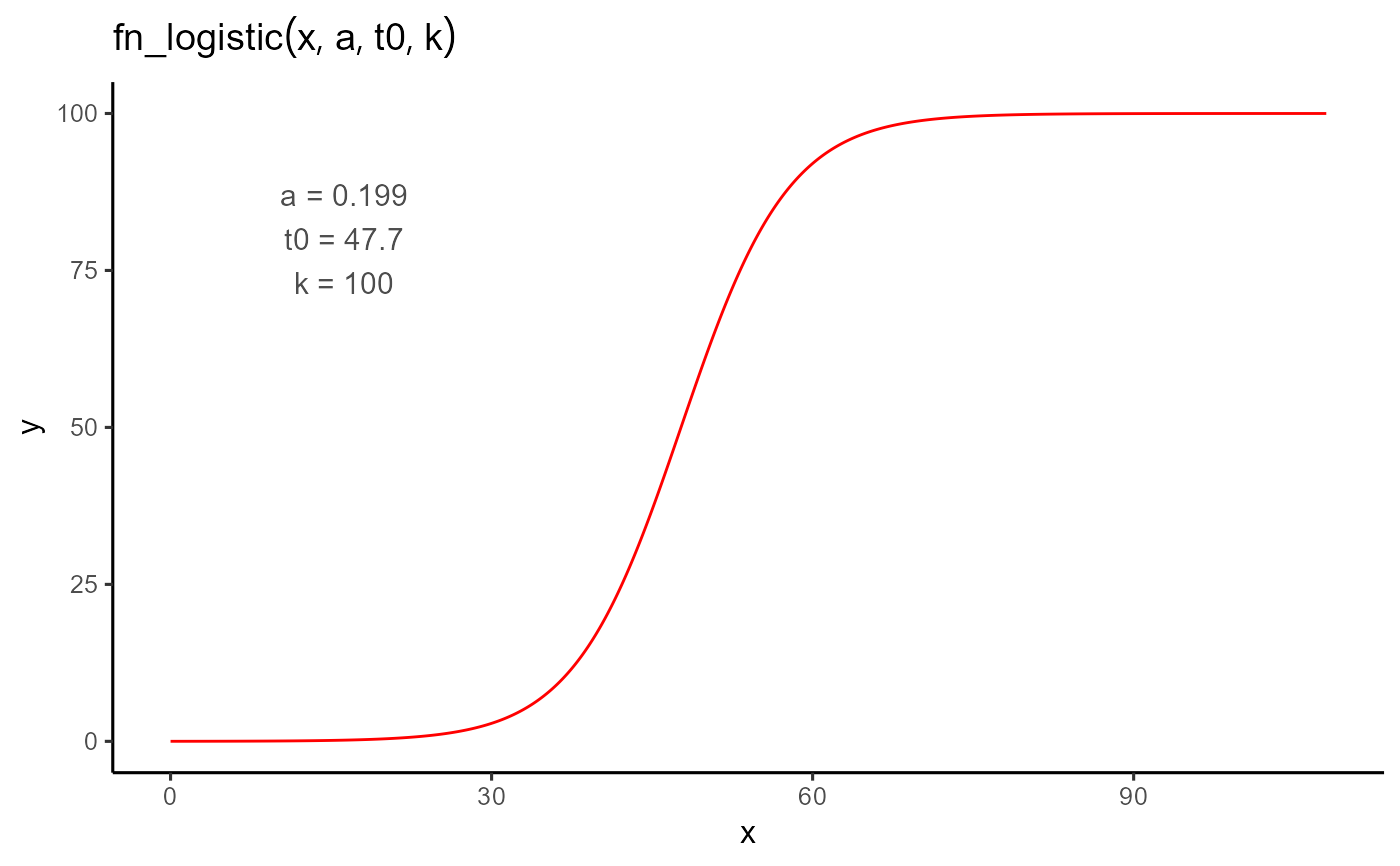 fn_logistic(x, a, t0, k)
100
75
50
25
0
y
a = 0.199
t0 = 47.7
k = 100
0 30 60 90
x